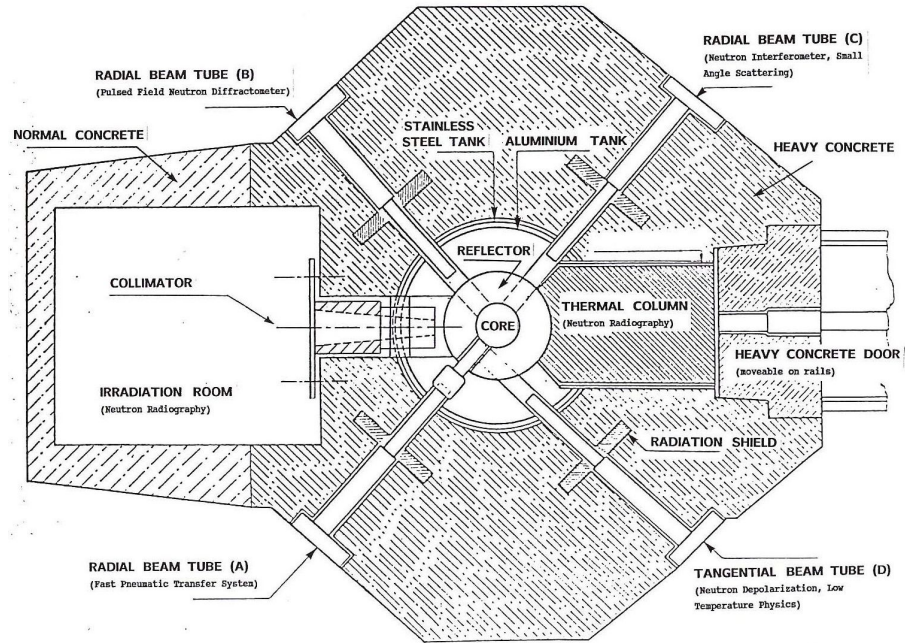 RADIAL BEAM TUBE (C)
(Neutron Interferometer, Small
Angle Scattering)
RADIAL BEAM TUBE (B)
(Pulsed Field Neutron Diffractometer)
NORMAL CONCRETE
STAINLESS
STEEL TANK
ALUMINIUM TANK
HEAVY CONCRETE
REFLECTOR
COLLIMATOR
THERMAL COLUMN
(Neutron Radiography)
CORE
HEAVY CONCRETE DOOR
(moveable on rails)
IRRADIATION ROOM
(Neutron Radiography)
RADIATION SHIELD
RADIAL BEAM TUBE (A)
(Fast Pneumatic Transfer System)
TANGENTIAL BEAM TUBE (D)
(Neutron Depolarization, Low
Temperature Physics)